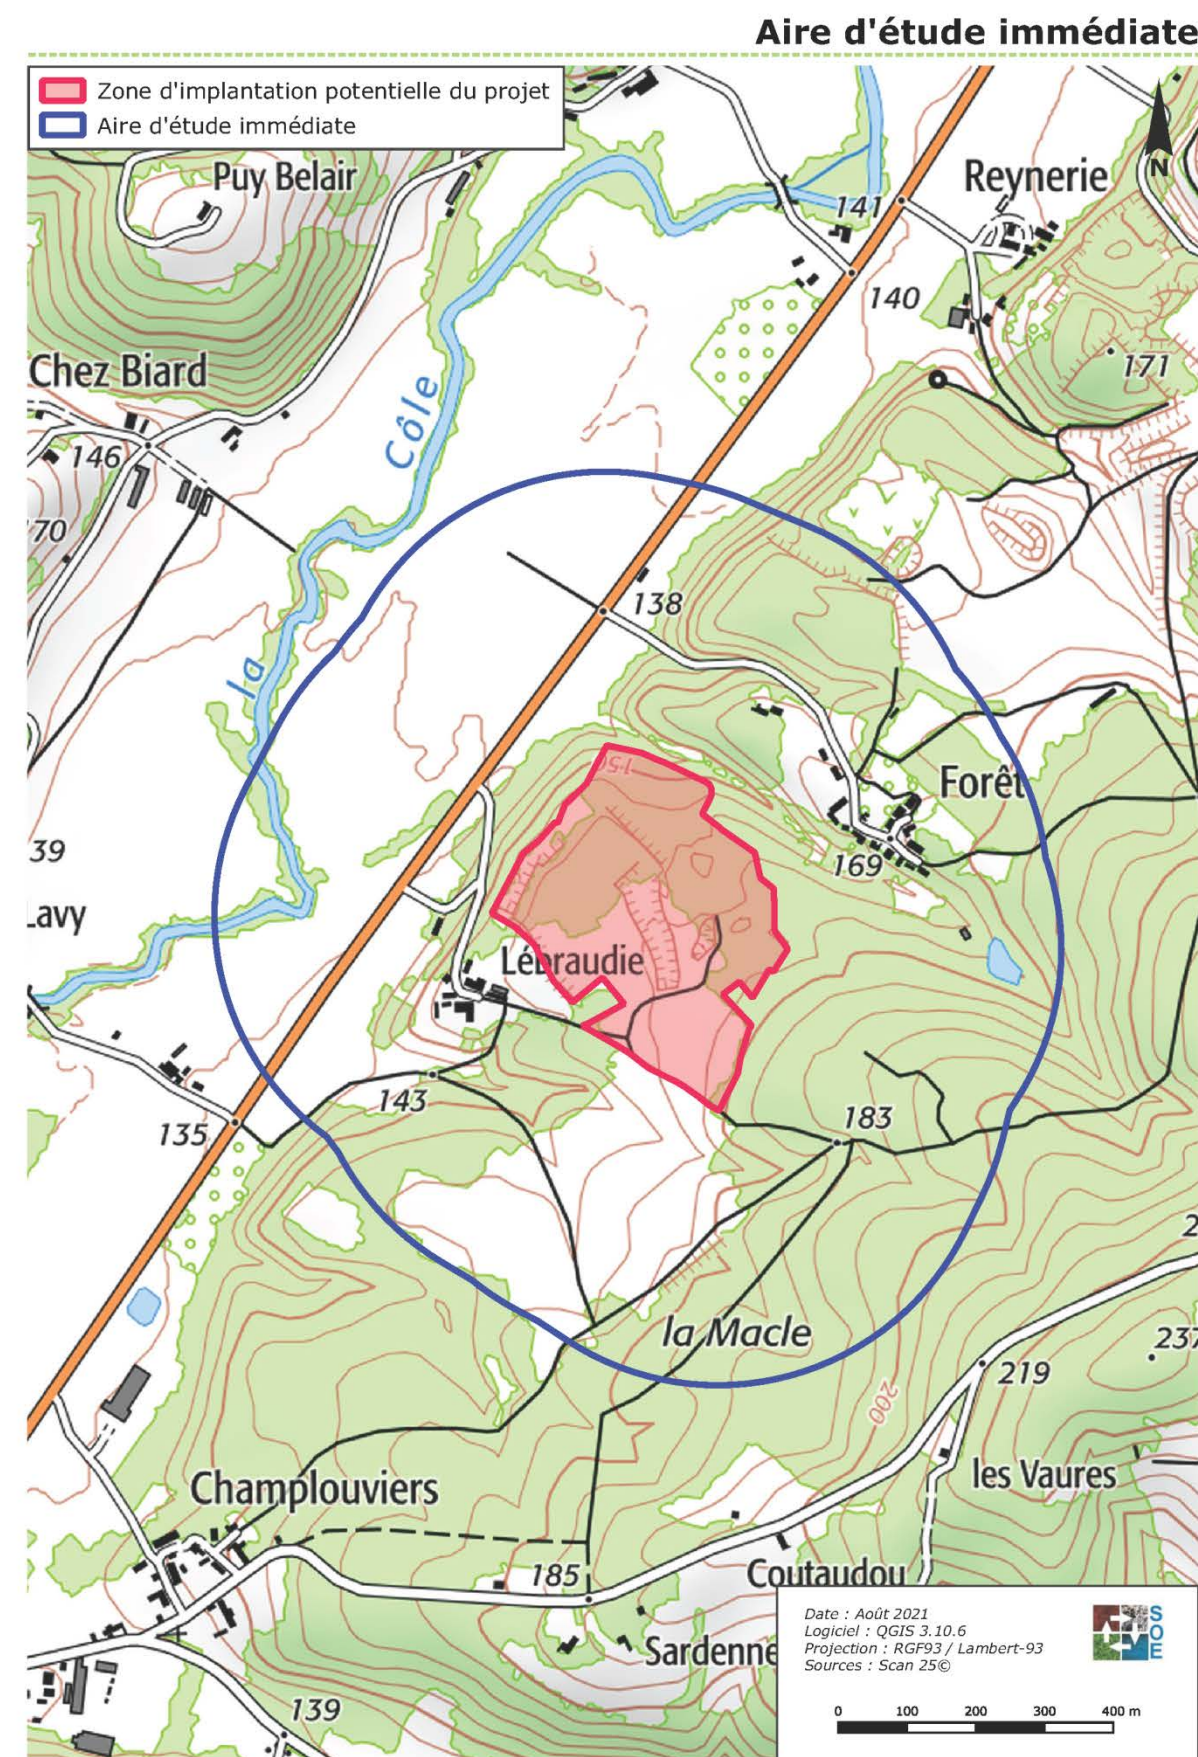 Aire d'étude immédiate
Zone d'implantation potentielle du projet
Aire d'étude immédiate
N
Puy Belair
Reynerie
141
140
Chez Biard
171
Côle
146
70
138
la
150
Forêt
39
169
Lavy
Lébraudie
143
183
135
2
la Macle
237
219
200
Champlouviers
les Vaures
185
Coutaudou
Sardenne
139
Date : Août 2021
Logiciel : QGIS 3.10.6
Projection : RGF93 / Lambert-93
Sources : Scan 25©
SOE
0 100 200 300 400 m